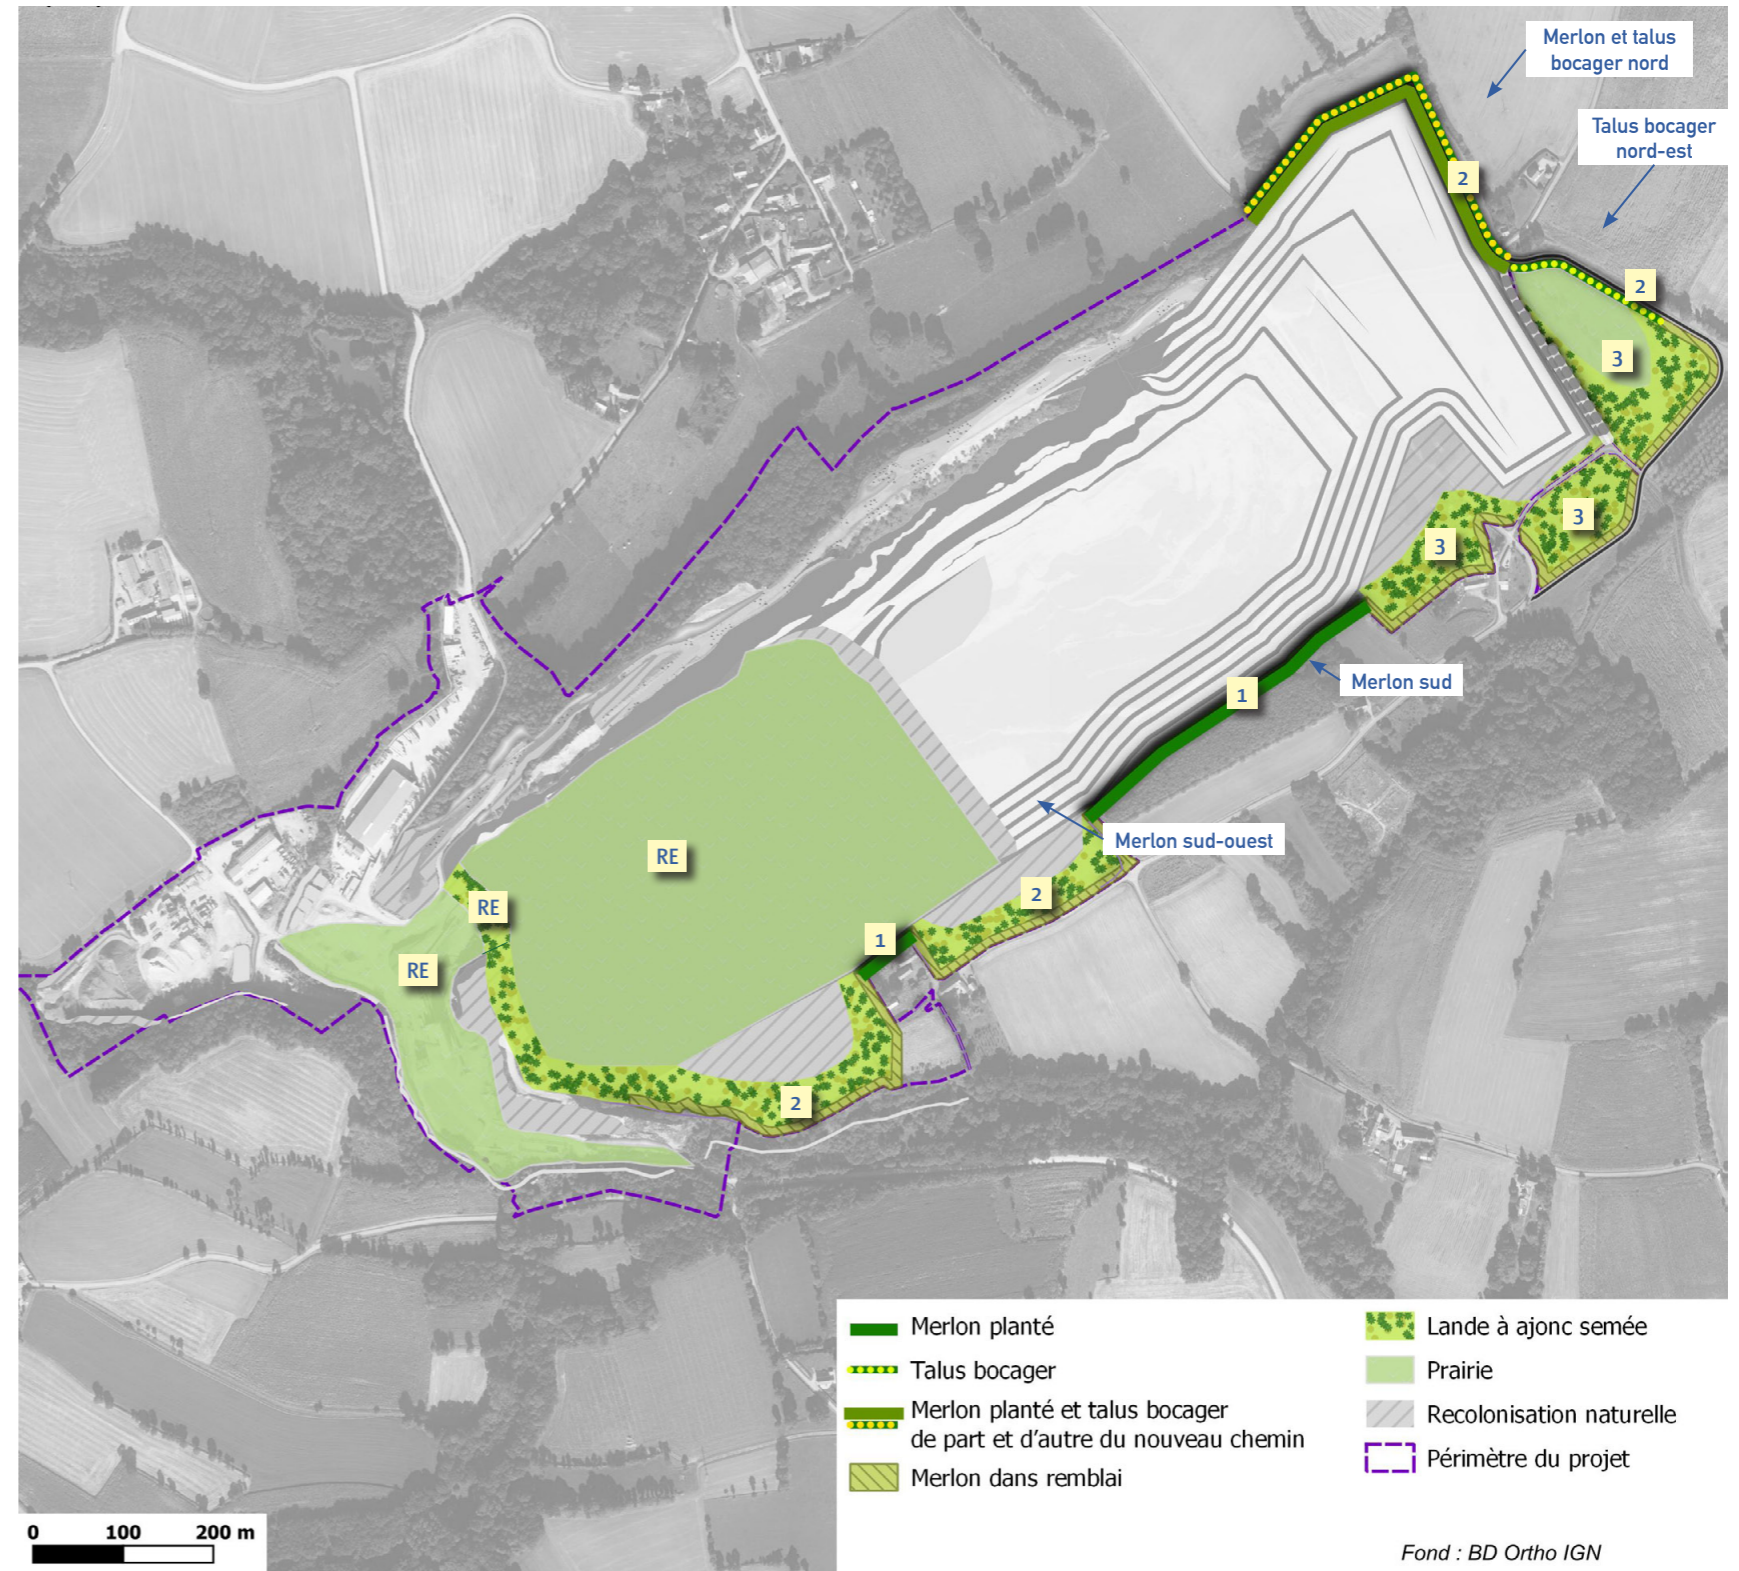 Merlon et talus
bocager nord
Talus bocager
nord-est
2
2
3
3
3
Merlon sud
1
Merlon sud-ouest
RE
2
RE
1
RE
2
Merlon planté
Talus bocager
Merlon planté et talus bocager
de part et d'autre du nouveau chemin
Merlon dans remblai
Lande à ajonc semée
Prairie
Recolonisation naturelle
Périmètre du projet
0 100 200 m
Fond : BD Ortho IGN